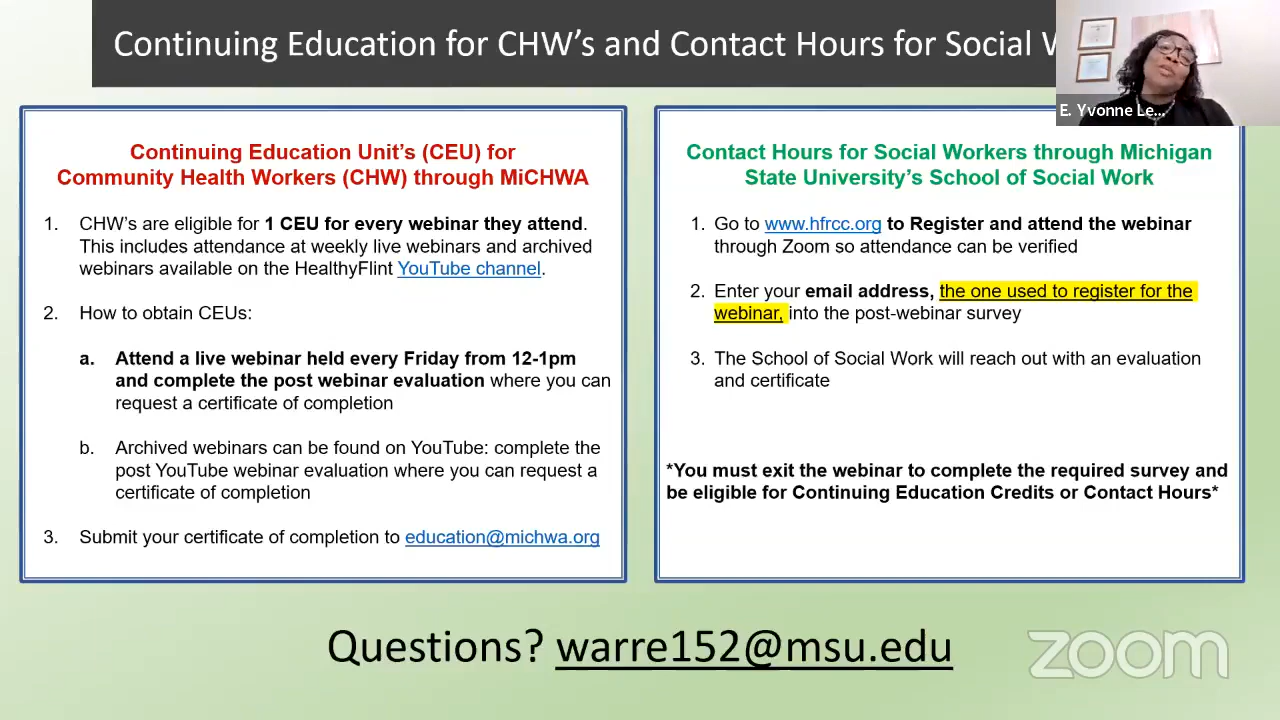 Continuing Education for CHW's and Contact Hours for Social
E. Yvonne Le...
Continuing Education Unit's (CEU) for
Community Health Workers (CHW) through MiCHWA
1. CHW's are eligible for 1 CEU for every webinar they attend.
This includes attendance at weekly live webinars and archived
webinars available on the HealthyFlint YouTube channel.
2. How to obtain CEUs:
a. Attend a live webinar held every Friday from 12-1pm
and complete the post webinar evaluation where you can
request a certificate of completion
b. Archived webinars can be found on YouTube: complete the
post YouTube webinar evaluation where you can request a
certificate of completion
3. Submit your certificate of completion to education@michwa.org
Contact Hours for Social Workers through Michigan
State University's School of Social Work
1. Go to www.hfrcc.org to Register and attend the webinar
through Zoom so attendance can be verified
2. Enter your email address, the one used to register for the
webinar, into the post-webinar survey
3. The School of Social Work will reach out with an evaluation
and certificate
*You must exit the webinar to complete the required survey and
be eligible for Continuing Education Credits or Contact Hours*
Questions? warre152@msu.edu
zoom